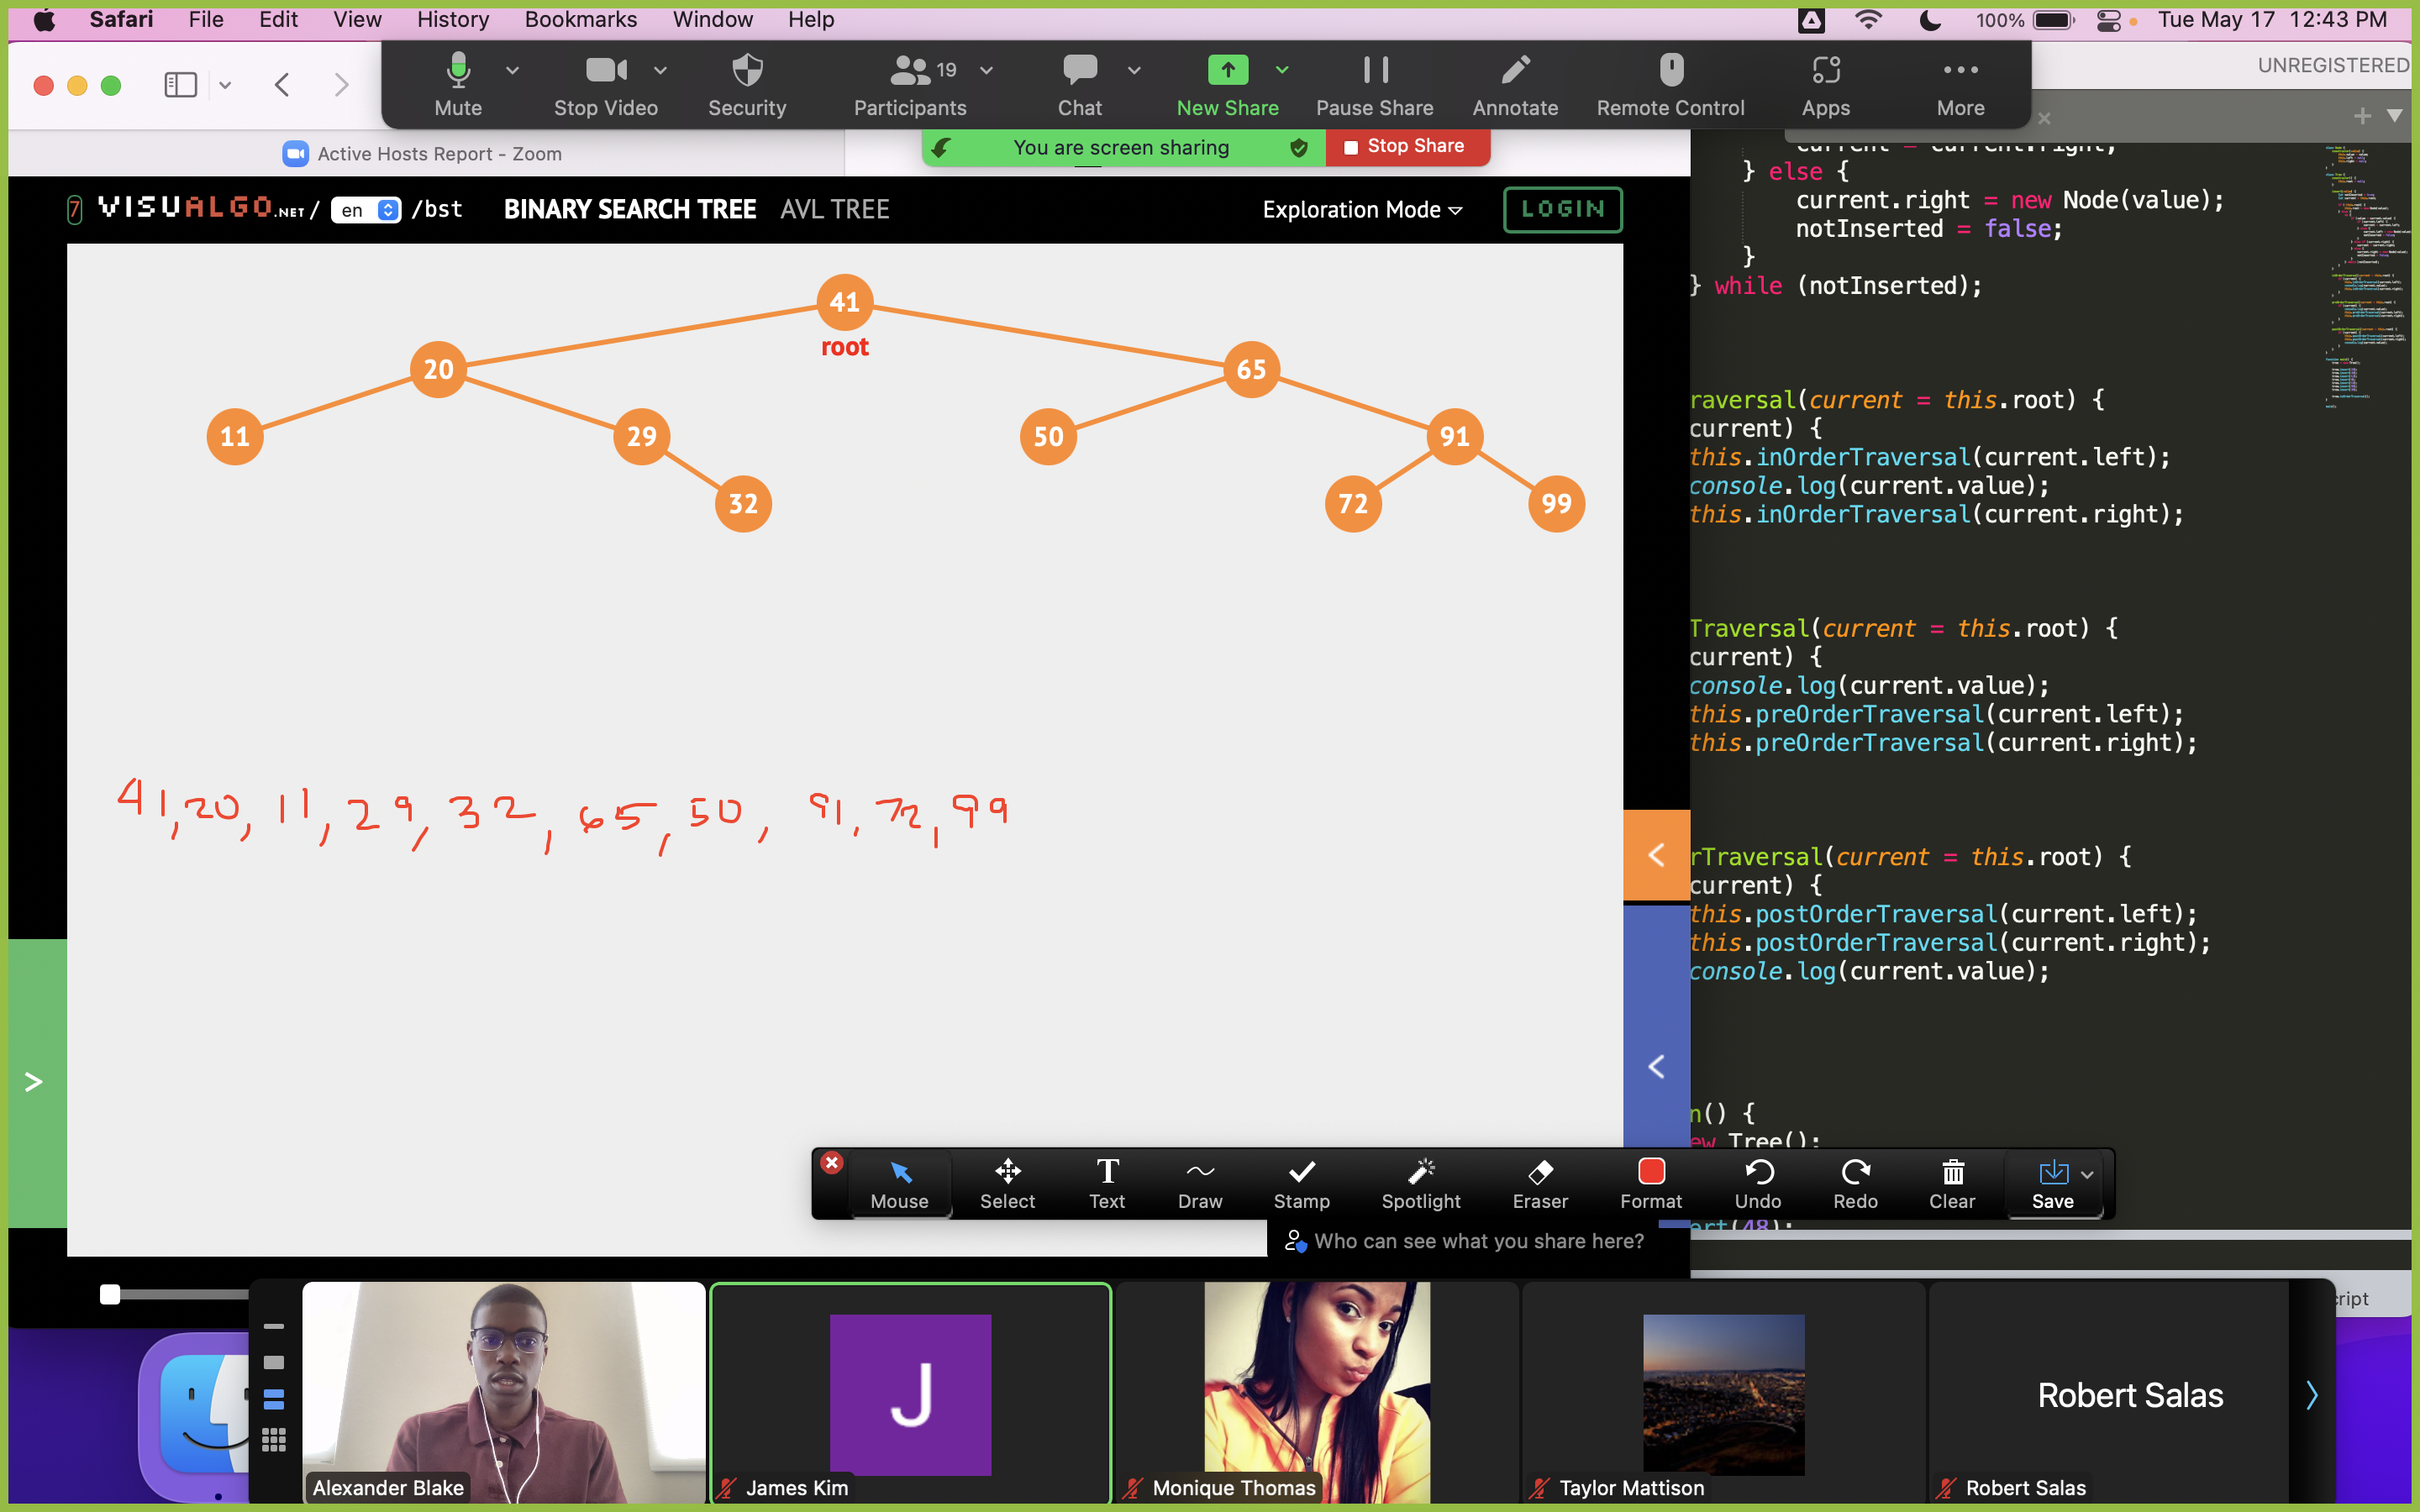 Safari File Edit View History Bookmarks Window Help 100% Tue May 17 12:43 PM
Mute Stop Video Security 19 Participants Chat New Share Pause Share Annotate Remote Control Apps More
UNREGISTERED
Active Hosts Report - Zoom
You are screen sharing Stop Share
7 VISUALGO.NET/ en /bst BINARY SEARCH TREE AVL TREE Exploration Mode LOGIN
41
root
20 65
11 29 50 91
32 72 99
41,20,11,29,32,65,50,91,72,99
current = current.right;
} else {
current.right = new Node(value);
notInserted = false;
}
} while (notInserted);
raversal(current = this.root) {
current) {
this.inOrderTraversal(current.left);
console.log(current.value);
this.inOrderTraversal(current.right);
Traversal(current = this.root) {
current) {
console.log(current.value);
this.preOrderTraversal(current.left);
this.preOrderTraversal(current.right);
rTraversal(current = this.root) {
current) {
this.postOrderTraversal(current.left);
this.postOrderTraversal(current.right);
console.log(current.value);
n() {
ew Tree();
Mouse Select Text Draw Stamp Spotlight Eraser Format Undo Redo Clear Save
ert(48);
Who can see what you share here?
cript
J
Robert Salas
Alexander Blake James Kim Monique Thomas Taylor Mattison Robert Salas